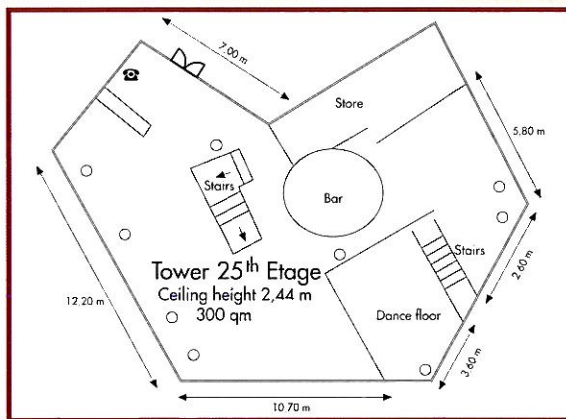 7.00 m
Store
5.80 m
Stairs
Bar
Stairs
Tower 25th Etage
Ceiling height 2,44 m
300 qm
12.20 m
Dance floor
2.60 m
3.60 m
10.70 m